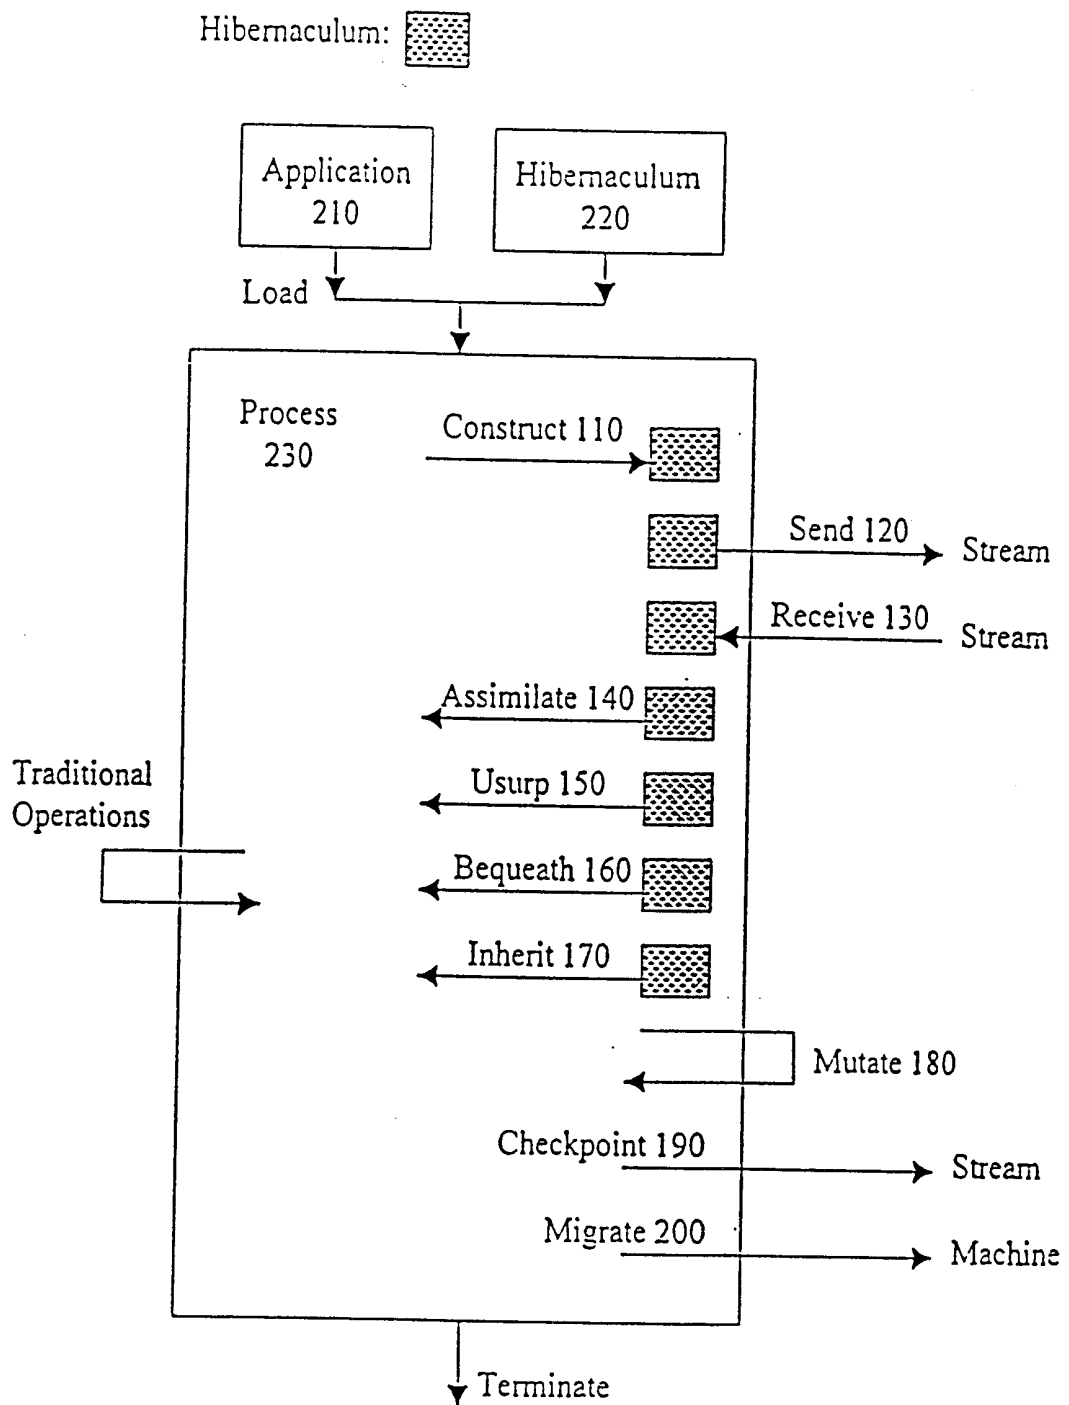 Hibernaculum:
Application
210
Hibernaculum
220
Load
Process
230
Construct 110
Send 120
Stream
Receive 130
Stream
Assimilate 140
Traditional
Operations
Usurp 150
Bequeath 160
Inherit 170
Mutate 180
Checkpoint 190
Stream
Migrate 200
Machine
Terminate